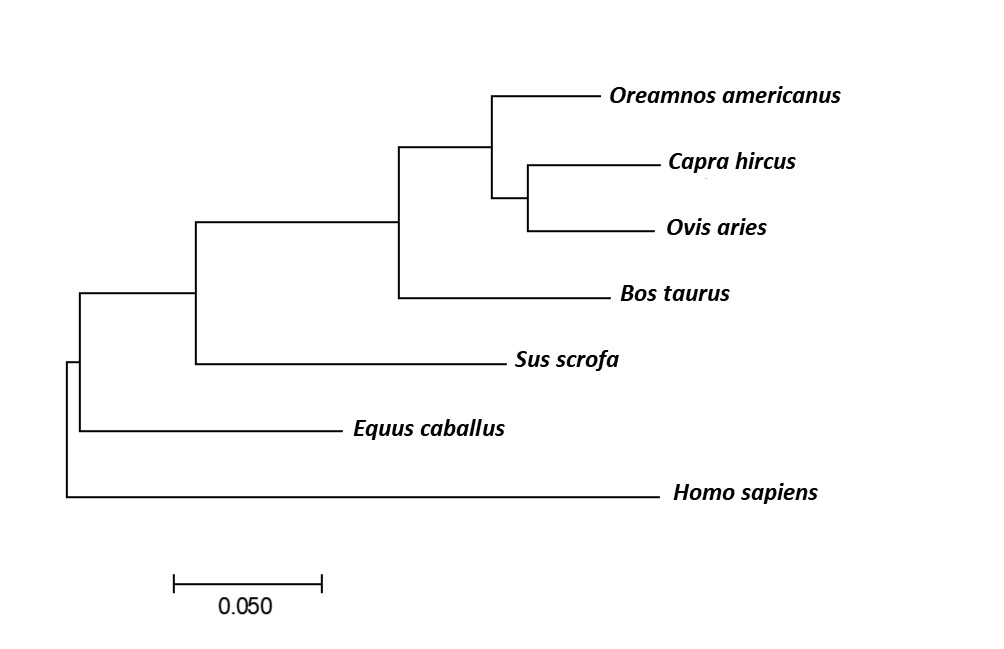 Oreamnos americanus
Capra hircus
Ovis aries
Bos taurus
Sus scrofa
Equus caballus
Homo sapiens
0.050